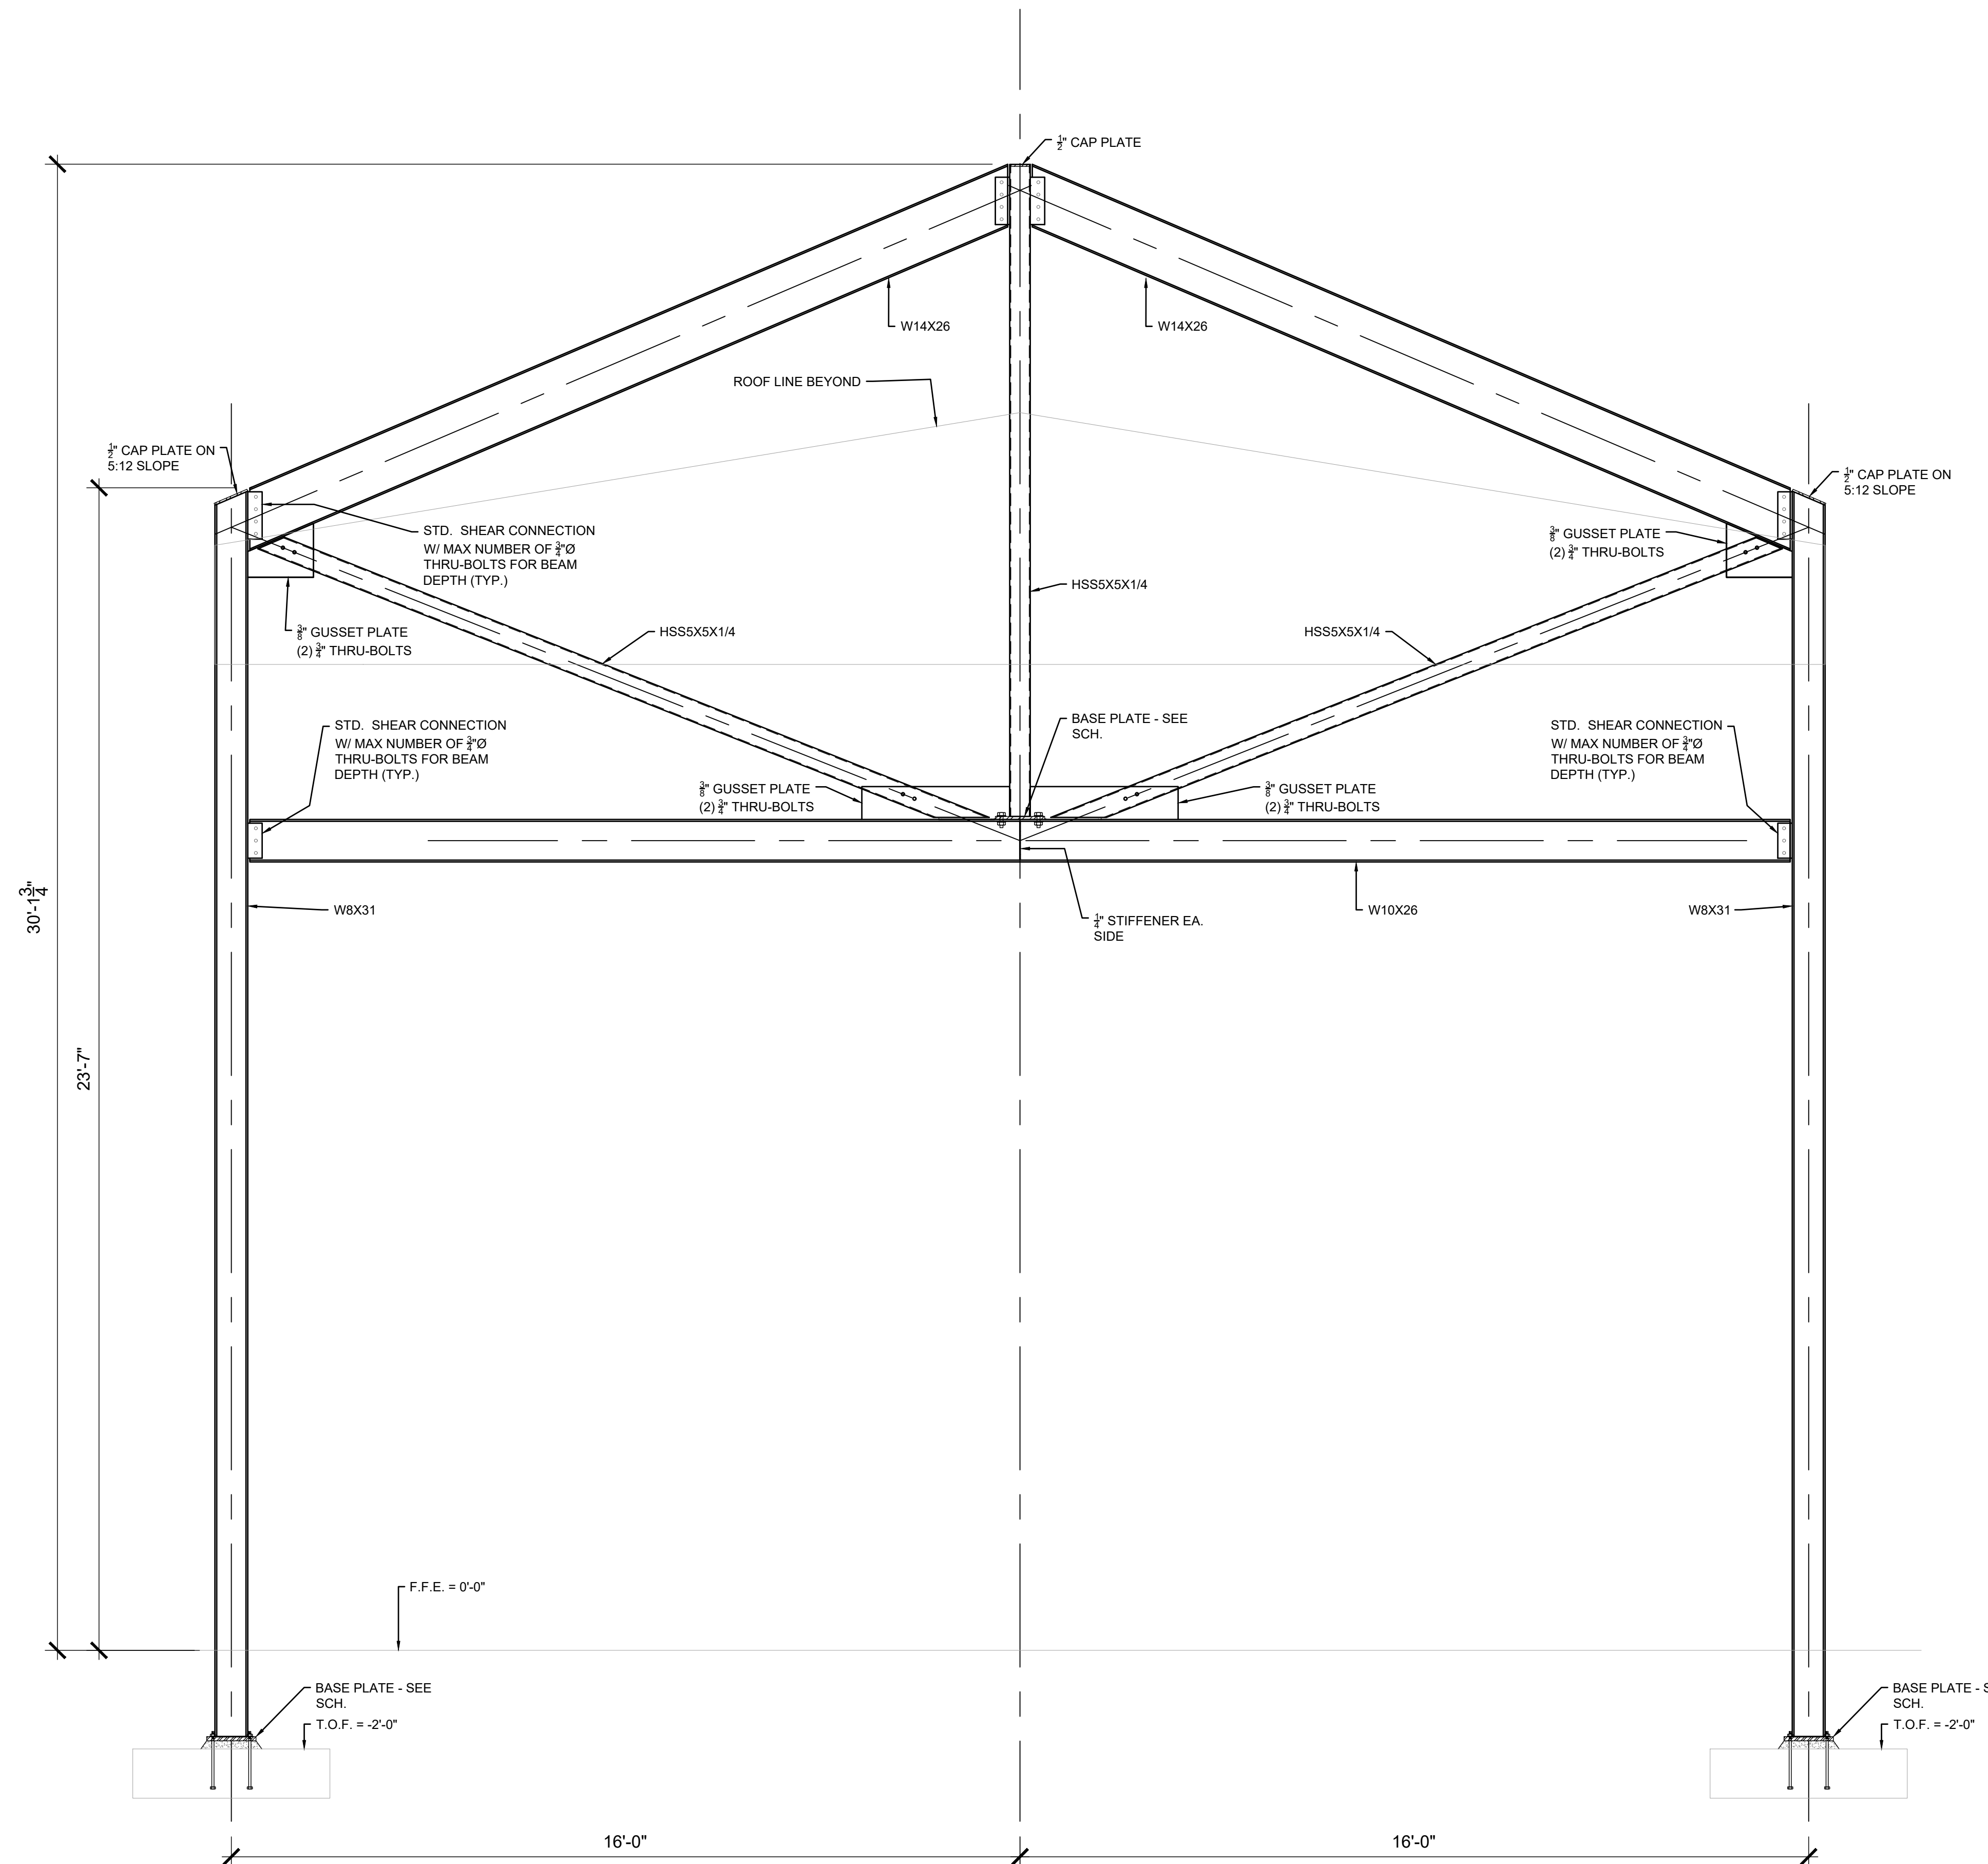 ½" CAP PLATE
W14X26
W14X26
ROOF LINE BEYOND
½" CAP PLATE ON
5:12 SLOPE
½" CAP PLATE ON
5:12 SLOPE
STD.  SHEAR CONNECTION
W/ MAX NUMBER OF ¾"Ø
THRU-BOLTS FOR BEAM
DEPTH (TYP.)
⅜" GUSSET PLATE
(2) ¾" THRU-BOLTS
HSS5X5X1/4
⅜" GUSSET PLATE
(2) ¾" THRU-BOLTS
HSS5X5X1/4
HSS5X5X1/4
STD.  SHEAR CONNECTION
W/ MAX NUMBER OF ¾"Ø
THRU-BOLTS FOR BEAM
DEPTH (TYP.)
BASE PLATE - SEE
SCH.
STD.  SHEAR CONNECTION
W/ MAX NUMBER OF ¾"Ø
THRU-BOLTS FOR BEAM
DEPTH (TYP.)
⅜" GUSSET PLATE
(2) ¾" THRU-BOLTS
⅜" GUSSET PLATE
(2) ¾" THRU-BOLTS
30'-1¾"
W8X31
¼" STIFFENER EA.
SIDE
W10X26
W8X31
23'-7"
F.F.E. = 0'-0"
BASE PLATE - SEE
SCH.
T.O.F. = -2'-0"
BASE PLATE - S
SCH.
T.O.F. = -2'-0"
16'-0"
16'-0"